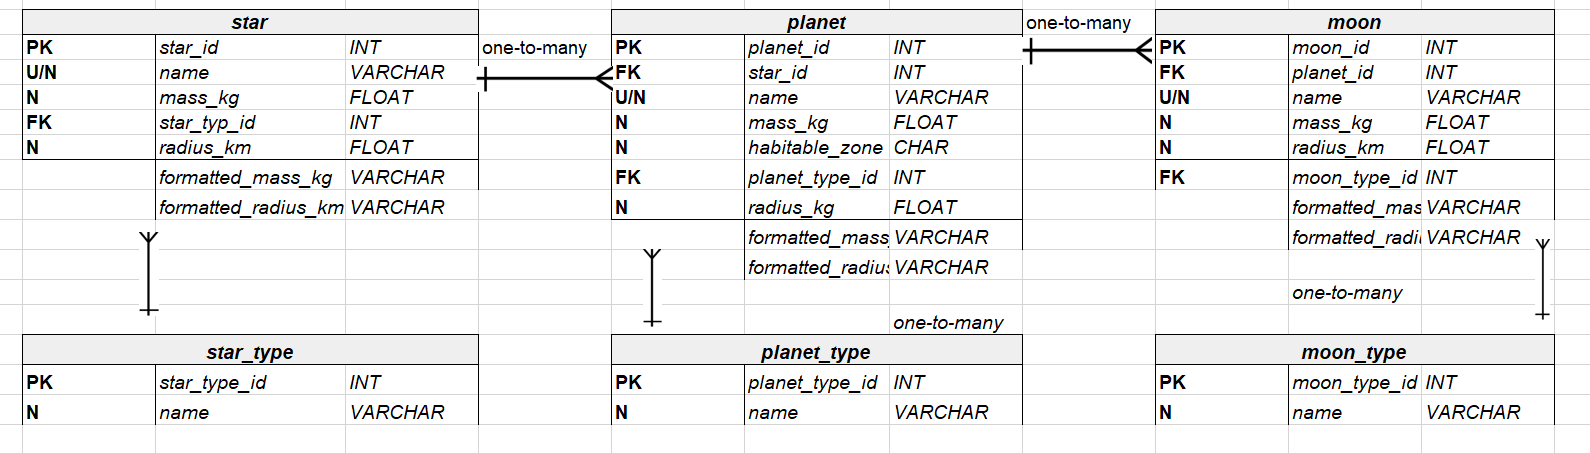 star
PK star_id INT
U/N name VARCHAR
N mass_kg FLOAT
FK star_typ_id INT
N radius_km FLOAT
formatted_mass_kg VARCHAR
formatted_radius_km VARCHAR
one-to-many
planet
PK planet_id INT
FK star_id INT
U/N name VARCHAR
N mass_kg FLOAT
N habitable_zone CHAR
FK planet_type_id INT
N radius_kg FLOAT
formatted_mass_ VARCHAR
formatted_radius VARCHAR
one-to-many
one-to-many
moon
PK moon_id INT
FK planet_id INT
U/N name VARCHAR
N mass_kg FLOAT
N radius_km FLOAT
FK moon_type_id INT
formatted_mas VARCHAR
formatted_radi VARCHAR
one-to-many
star_type
PK star_type_id INT
N name VARCHAR
planet_type
PK planet_type_id INT
N name VARCHAR
moon_type
PK moon_type_id INT
N name VARCHAR